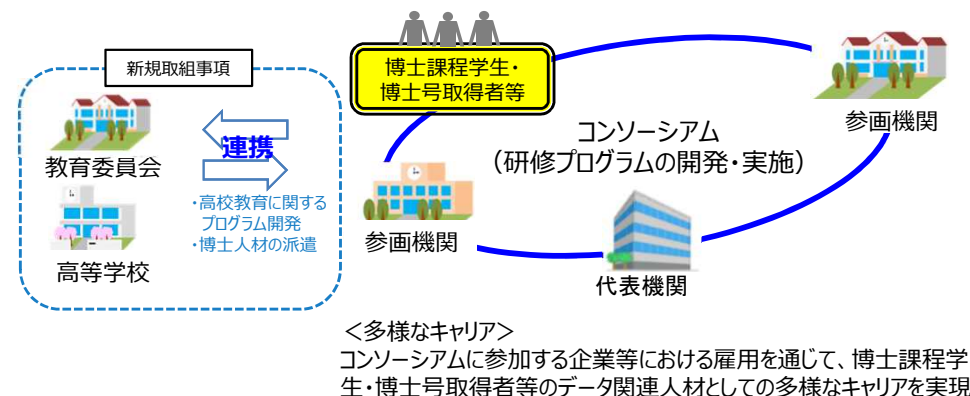 新規取組事項
教育委員会
高等学校
連携
・高校教育に関する
プログラム開発
・博士人材の派遣
博士課程学生・
博士号取得者等
参画機関
コンソーシアム
（研修プログラムの開発・実施）
参画機関
代表機関
＜多様なキャリア＞
コンソーシアムに参加する企業等における雇用を通じて、博士課程学
生・博士号取得者等のデータ関連人材としての多様なキャリアを実現